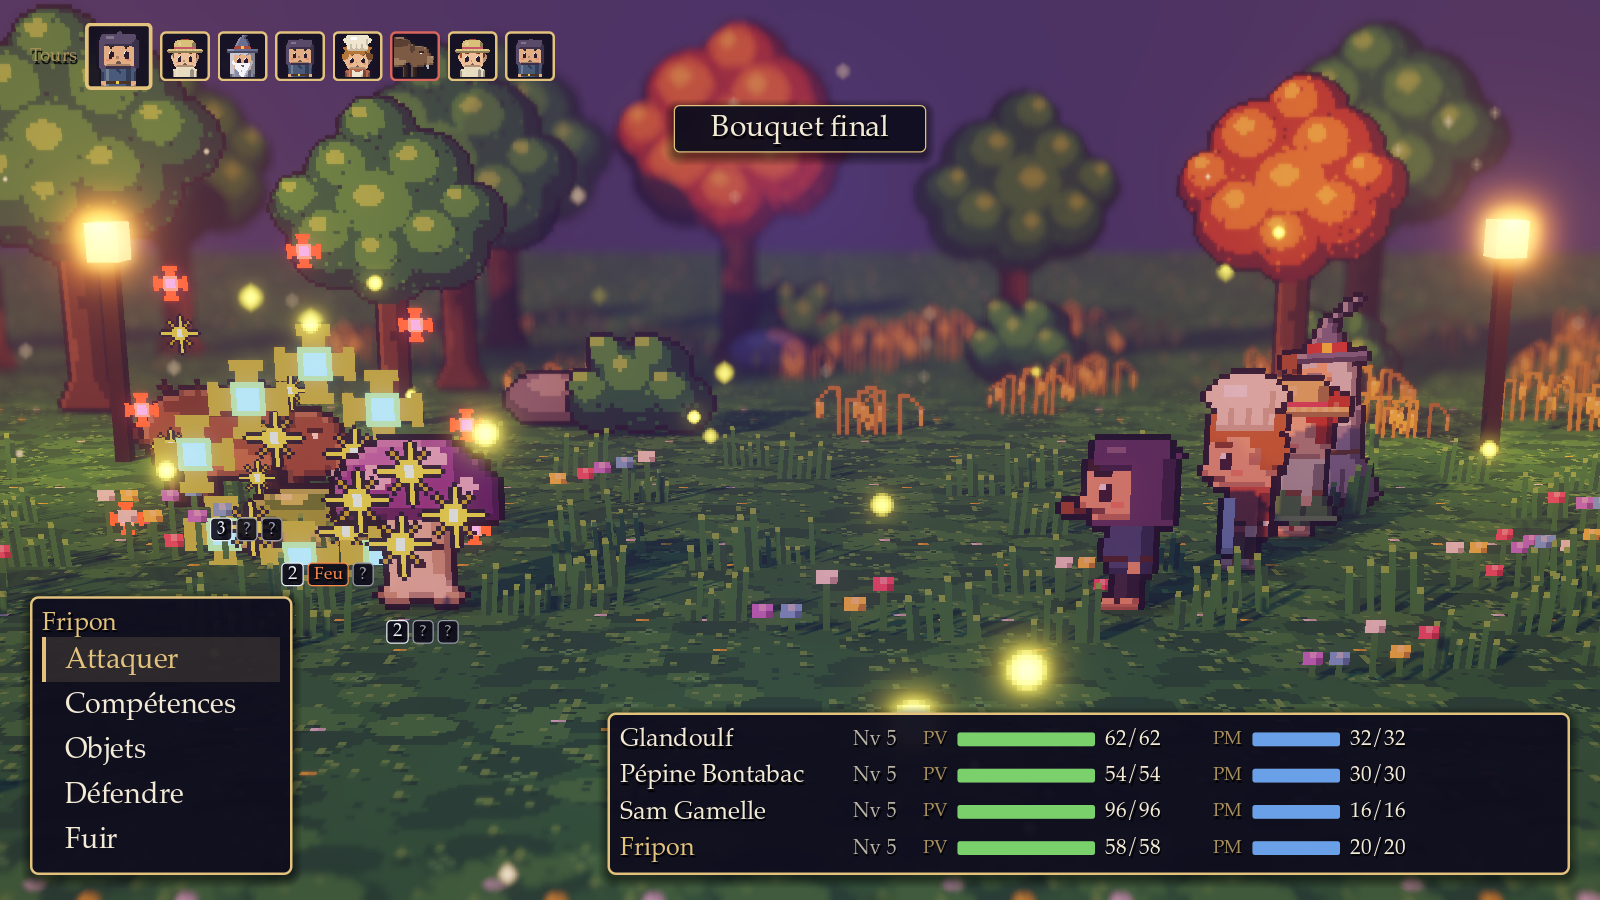 Tours
Bouquet final
3 ? ?
2 Feu ?
2 ? ?
Fripon
Attaquer
Compétences
Objets
Défendre
Fuir
Glandoulf Nv 5 PV 62/62 PM 32/32
Pépine Bontabac Nv 5 PV 54/54 PM 30/30
Sam Gamelle Nv 5 PV 96/96 PM 16/16
Fripon Nv 5 PV 58/58 PM 20/20